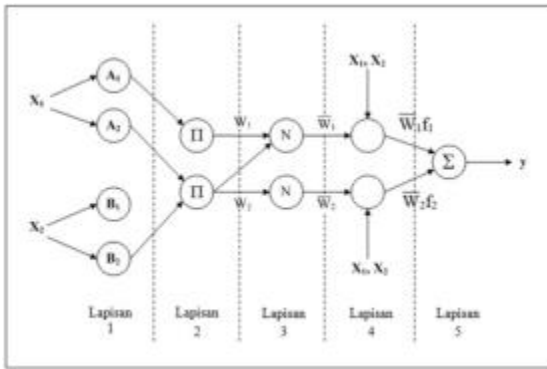 X₁, X₂
A₁
X₁
A₂
Π
W₁
N
W̅₁
W̅₁f₁
Σ
y
B₁
X₂
B₂
Π
W₂
N
W̅₂
W̅₂f₂
X₁, X₂
Lapisan
1
Lapisan
2
Lapisan
3
Lapisan
4
Lapisan
5